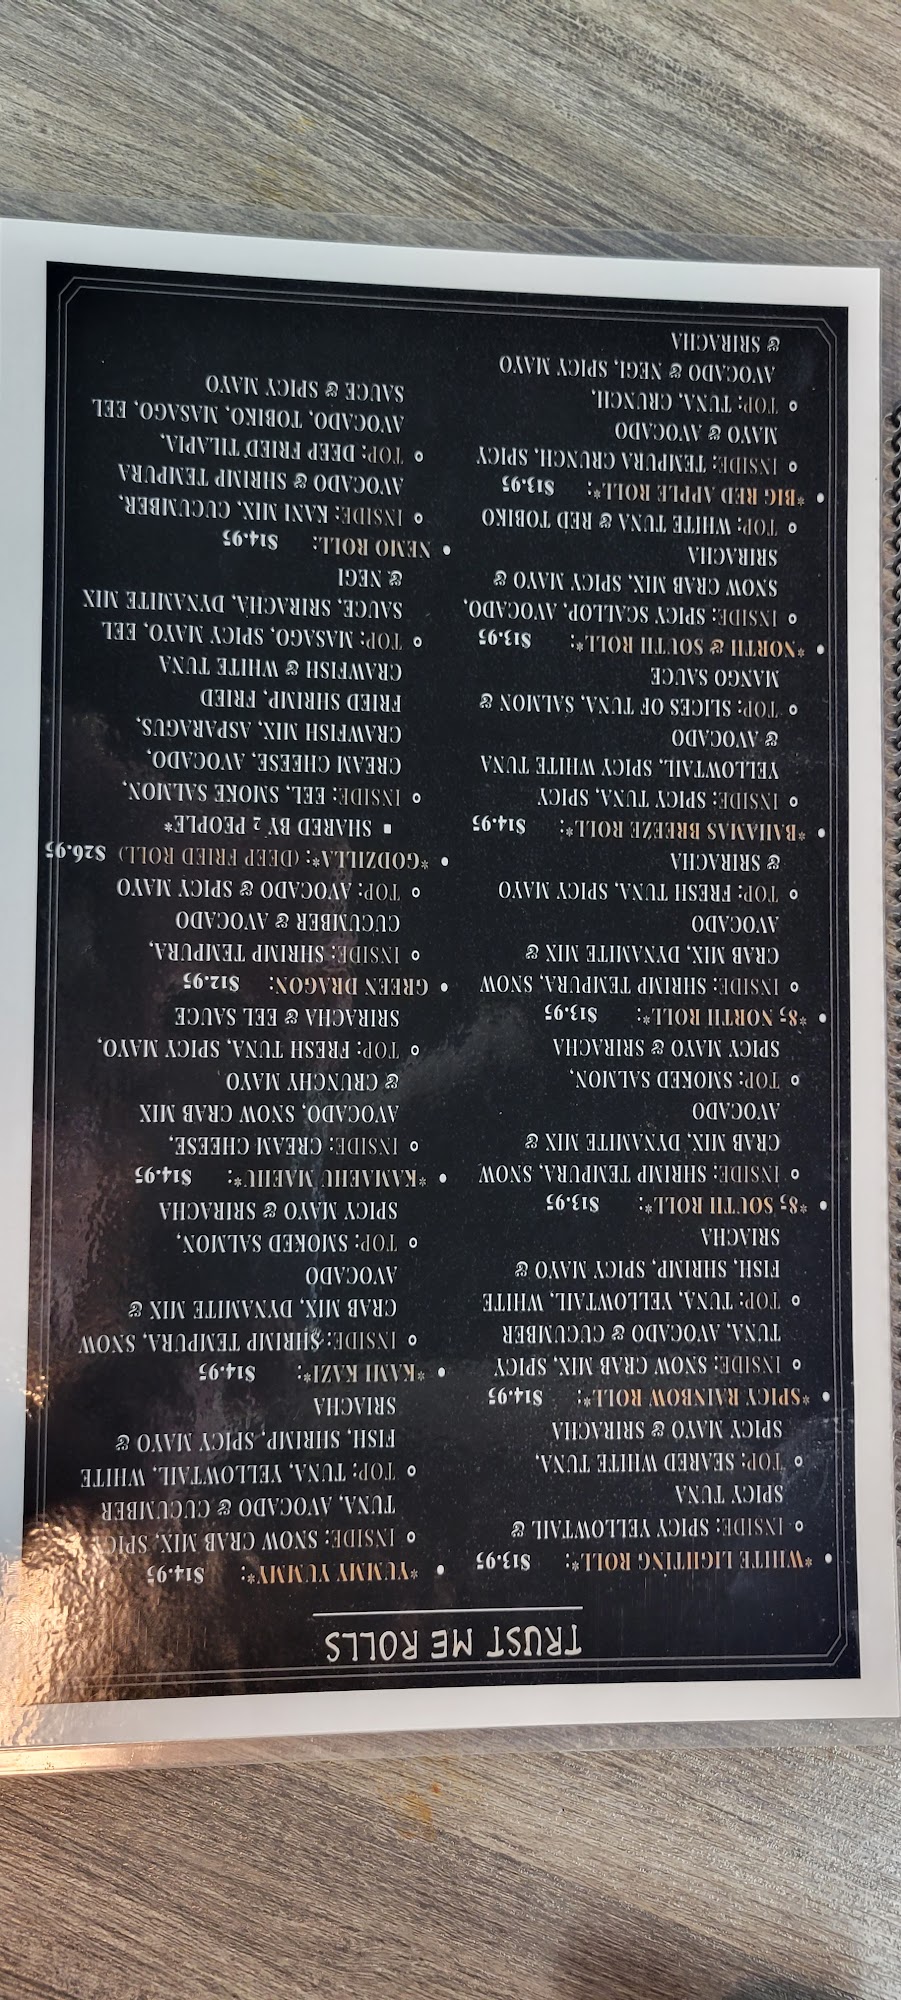 TRUST ME ROLLS
• *WHITE LIGHTING ROLL*: $13.95
INSIDE: SPICY YELLOWTAIL &
SPICY TUNA
TOP: SEARED WHITE TUNA,
SPICY MAYO & SRIRACHA
• *SPICY RAINBOW ROLL*: $14.95
INSIDE: SNOW CRAB MIX, SPICY
TUNA, AVOCADO & CUCUMBER
TOP: TUNA, YELLOWTAIL, WHITE
FISH, SHRIMP, SPICY MAYO &
SRIACHA
• *85 SOUTH ROLL*: $13.95
INSIDE: SHRIMP TEMPURA, SNOW
CRAB MIX, DYNAMITE MIX &
AVOCADO
TOP: SMOKED SALMON,
SPICY MAYO & SRIRACHA
• *85 NORTH ROLL*: $13.95
INSIDE: SHRIMP TEMPURA, SNOW
CRAB MIX, DYNAMITE MIX &
AVOCADO
TOP: FRESH TUNA, SPICY MAYO
& SRIRACHA
• *BAHAMAS BREEZE ROLL*: $14.95
INSIDE: SPICY TUNA, SPICY
YELLOWTAIL, SPICY WHITE TUNA
& AVOCADO
TOP: SLICES OF TUNA, SALMON &
MANGO SAUCE
• *NORTH & SOUTH ROLL*: $13.95
INSIDE: SPICY SCALLOP, AVOCADO,
SNOW CRAB MIX, SPICY MAYO &
SRIRACHA
TOP: WHITE TUNA & RED TOBIKO
• *BIG RED APPLE ROLL*: $13.95
INSIDE: TEMPURA CRUNCH, SPICY
MAYO & AVOCADO
TOP: TUNA, CRUNCH,
AVOCADO & NEGI, SPICY MAYO
& SRIRACHA
• *YUMMY YUMMY*: $14.95
INSIDE: SNOW CRAB MIX, SPICY
TUNA, AVOCADO & CUCUMBER
TOP: TUNA, YELLOWTAIL, WHITE
FISH, SHRIMP, SPICY MAYO &
SRIACHA
• *KAMI KAZI*: $14.95
INSIDE: SHRIMP TEMPURA, SNOW
CRAB MIX, DYNAMITE MIX &
AVOCADO
TOP: SMOKED SALMON,
SPICY MAYO & SRIRACHA
• *KAMAEHU MAEHU*: $14.95
INSIDE: CREAM CHEESE,
AVOCADO, SNOW CRAB MIX
& CRUNCHY MAYO
TOP: FRESH TUNA, SPICY MAYO,
SRIRACHA & EEL SAUCE
• GREEN DRAGON: $12.95
INSIDE: SHRIMP TEMPURA,
CUCUMBER & AVOCADO
TOP: AVOCADO & SPICY MAYO
• *GODZILLA*: (DEEP FRIED ROLL) $26.95
▪ SHARED BY 2 PEOPLE*
INSIDE: EEL, SMOKE SALMON,
CREAM CHEESE, AVOCADO,
CRAWFISH MIX, ASPARAGUS,
FRIED SHRIMP, FRIED
CRAWFISH & WHITE TUNA
TOP: MASAGO, SPICY MAYO, EEL
SAUCE, SRIRACHA, DYNAMITE MIX
& NEGI
• NEMO ROLL: $14.95
INSIDE: KANI MIX, CUCUMBER,
AVOCADO & SHRIMP TEMPURA
TOP: DEEP FRIED TILAPIA,
AVOCADO, TOBIKO, MASAGO, EEL
SAUCE & SPICY MAYO